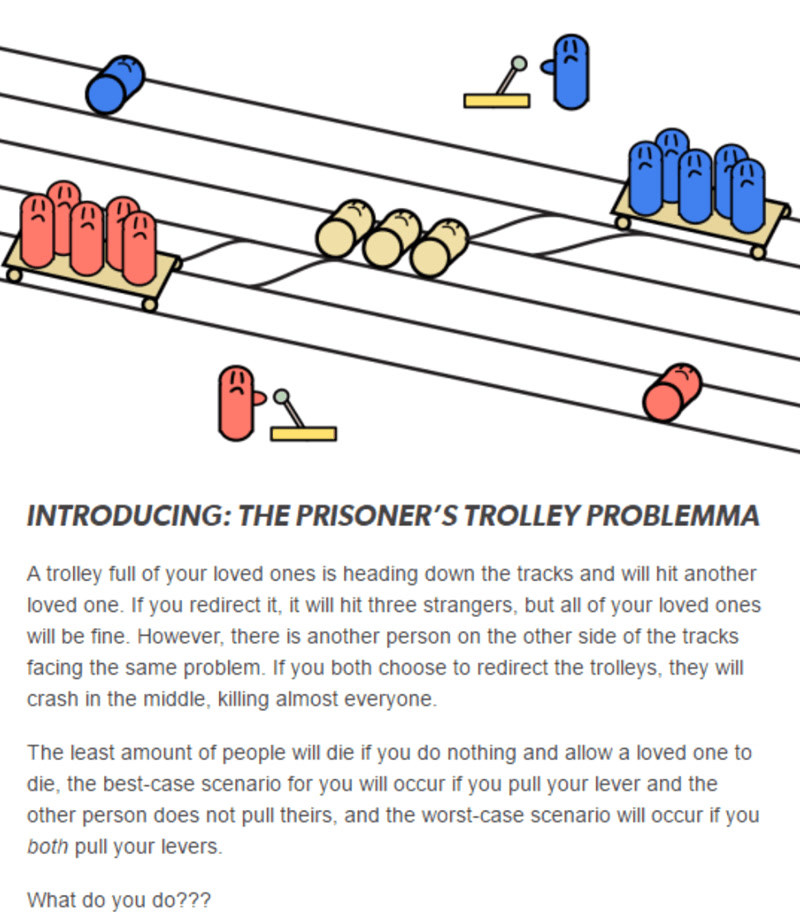 INTRODUCING: THE PRISONER'S TROLLEY PROBLEMMA
A trolley full of your loved ones is heading down the tracks and will hit another
loved one. If you redirect it, it will hit three strangers, but all of your loved ones
will be fine. However, there is another person on the other side of the tracks
facing the same problem. If you both choose to redirect the trolleys, they will
crash in the middle, killing almost everyone.
The least amount of people will die if you do nothing and allow a loved one to
die, the best-case scenario for you will occur if you pull your lever and the
other person does not pull theirs, and the worst-case scenario will occur if you
both pull your levers.
What do you do???